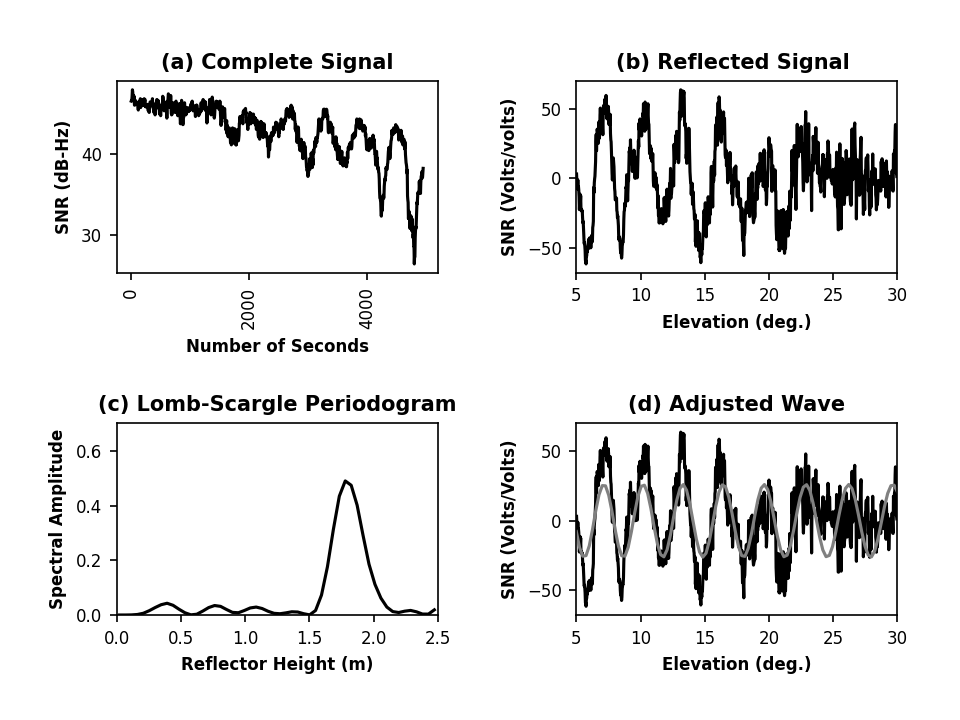 (a) Complete Signal
SNR (dB-Hz)
40
30
0
2000
4000
Number of Seconds
(b) Reflected Signal
SNR (Volts/volts)
50
0
−50
5
10
15
20
25
30
Elevation (deg.)
(c) Lomb-Scargle Periodogram
Spectral Amplitude
0.6
0.4
0.2
0.0
0.0
0.5
1.0
1.5
2.0
2.5
Reflector Height (m)
(d) Adjusted Wave
SNR (Volts/Volts)
50
0
−50
5
10
15
20
25
30
Elevation (deg.)